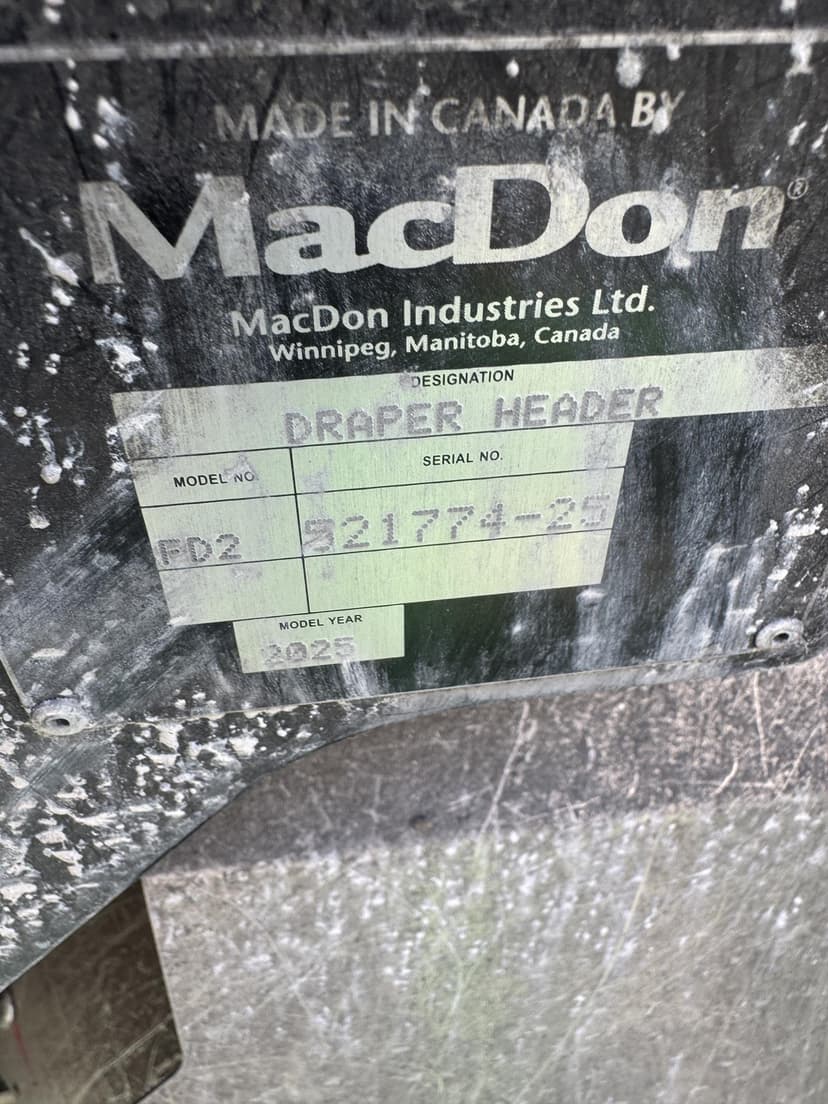 MADE IN CANADA BY
MacDon®
MacDon Industries Ltd.
Winnipeg, Manitoba, Canada
DESIGNATION
DRAPER HEADER
MODEL NO. SERIAL NO.
FD2 521774-25
MODEL YEAR
2025